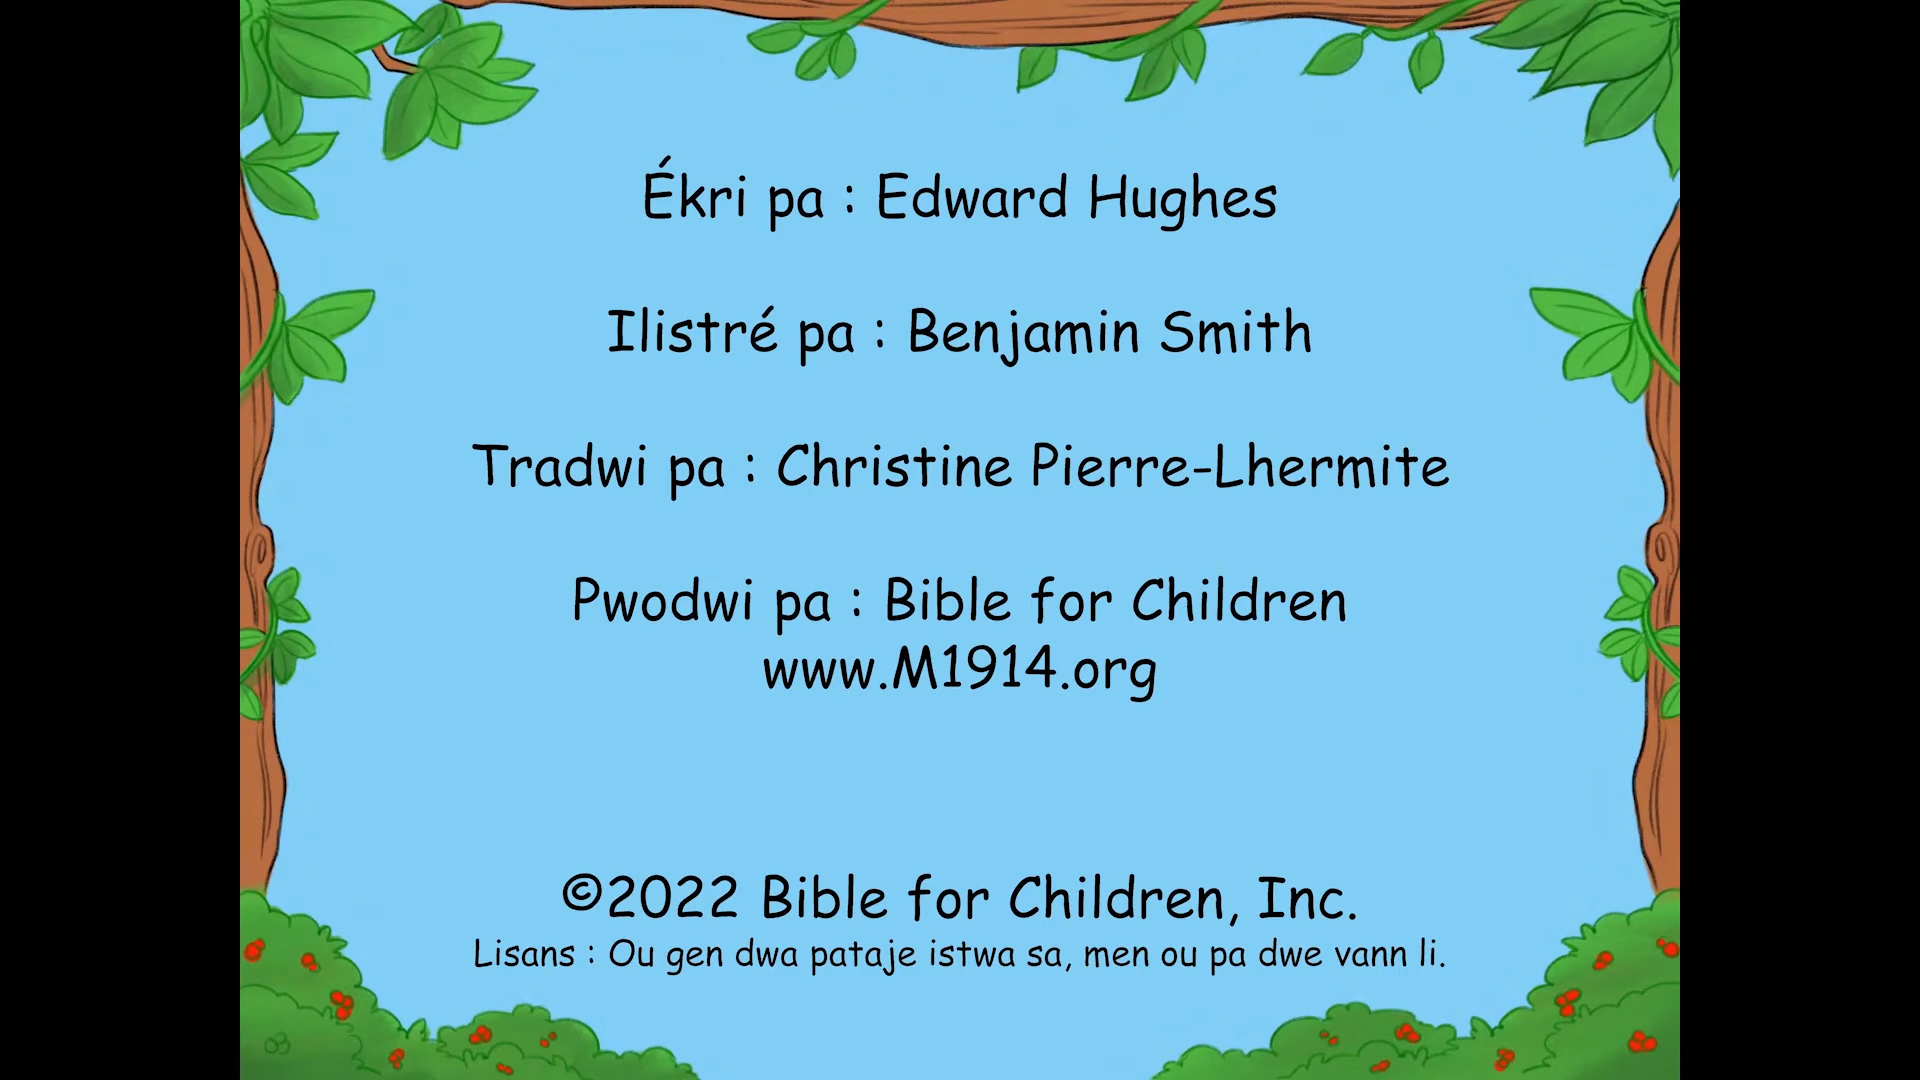 Ékri pa : Edward Hughes
Ilistré pa : Benjamin Smith
Tradwi pa : Christine Pierre-Lhermite
Pwodwi pa : Bible for Children
www.M1914.org
©2022 Bible for Children, Inc.
Lisans : Ou gen dwa pataje istwa sa, men ou pa dwe vann li.